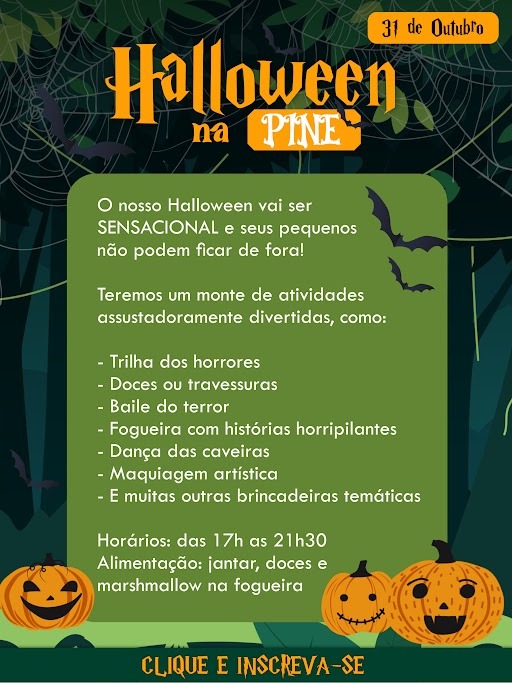 31 de Outubro
Halloween
na PINE
O nosso Halloween vai ser
SENSACIONAL e seus pequenos
não podem ficar de fora!
Teremos um monte de atividades
assustadoramente divertidas, como:
- Trilha dos horrores
- Doces ou travessuras
- Baile do terror
- Fogueira com histórias horripilantes
- Dança das caveiras
- Maquiagem artística
- E muitas outras brincadeiras temáticas
Horários: das 17h as 21h30
Alimentação: jantar, doces e
marshmallow na fogueira
CLIQUE E INSCREVA-SE